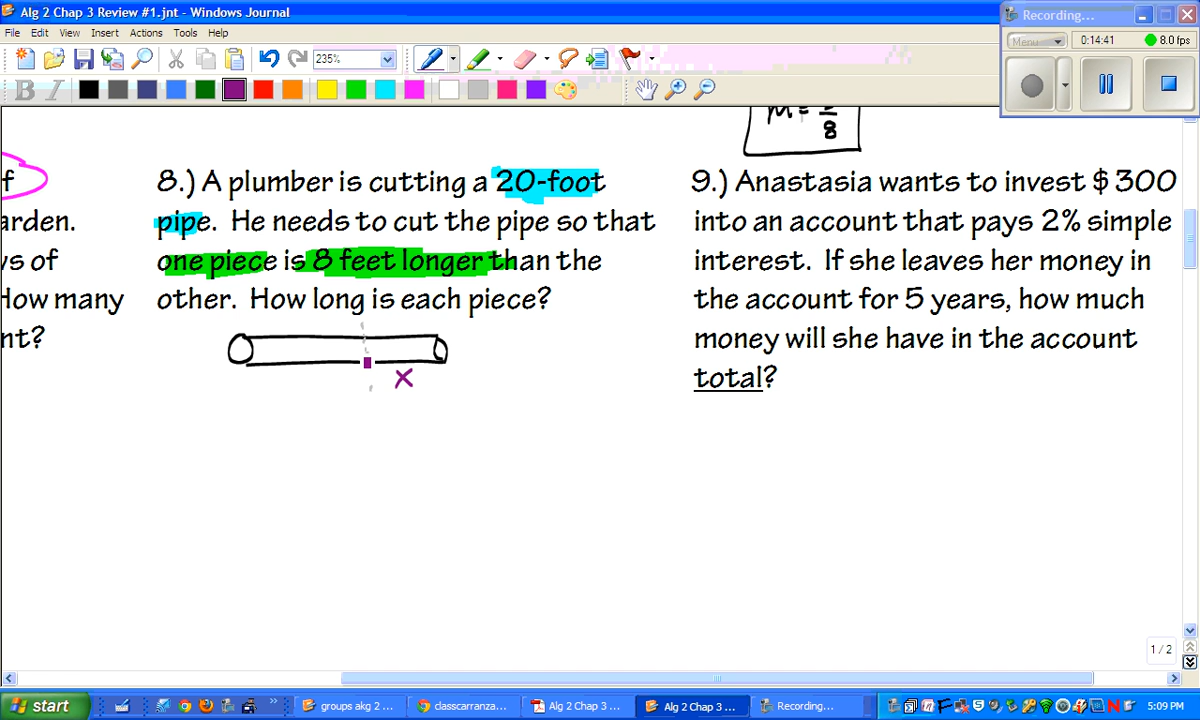 Alg 2 Chap 3 Review #1.jnt - Windows Journal
Recording...
File Edit View Insert Actions Tools Help
Menu 0:14:41 8.0 fps
235%
B I
m = 
8
f
8.) A plumber is cutting a 20-foot
pipe. He needs to cut the pipe so that
one piece is 8 feet longer than the
other. How long is each piece?
x
arden.
vs of
How many
nt?
9.) Anastasia wants to invest $300
into an account that pays 2% simple
interest. If she leaves her money in
the account for 5 years, how much
money will she have in the account
total?
1 / 2
start
groups akg 2 ...
classcarranza...
Alg 2 Chap 3 ...
Alg 2 Chap 3 ...
Recording...
5:09 PM